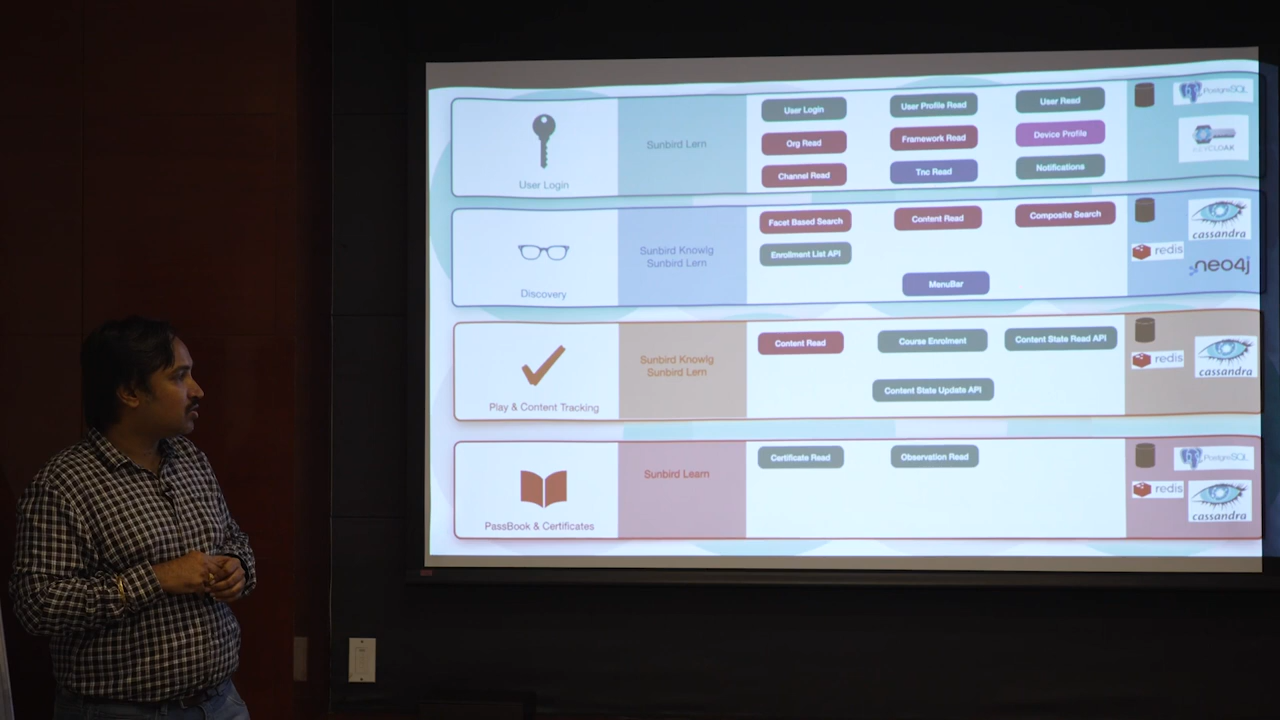 User Login
Sunbird Lern
User Login
User Profile Read
User Read
Org Read
Framework Read
Device Profile
Channel Read
Tnc Read
Notifications
PostgreSQL
KEYCLOAK
Discovery
Sunbird Knowlg
Sunbird Lern
Facet Based Search
Content Read
Composite Search
Enrollment List API
MenuBar
cassandra
redis
neo4j
Play & Content Tracking
Sunbird Knowlg
Sunbird Lern
Content Read
Course Enrolment
Content State Read API
Content State Update API
redis
cassandra
PassBook & Certificates
Sunbird Learn
Certificate Read
Observation Read
PostgreSQL
redis
cassandra